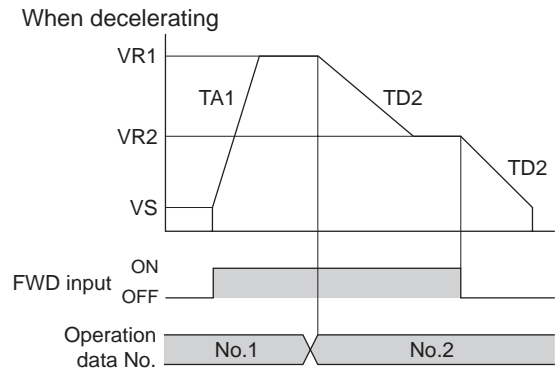 When decelerating
VR1
TA1
TD2
VR2
TD2
VS
FWD input
ON
OFF
Operation
data No.
No.1
No.2